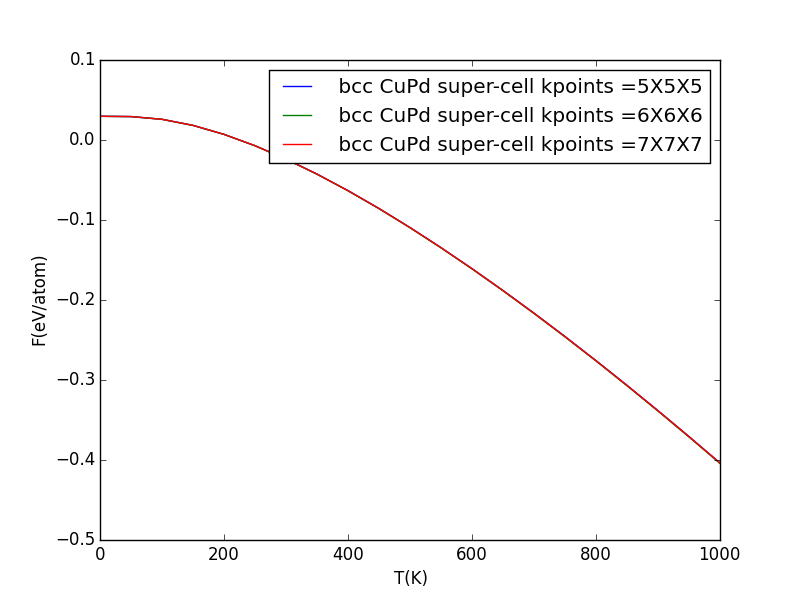 0.1
bcc CuPd super-cell kpoints =5X5X5
bcc CuPd super-cell kpoints =6X6X6
bcc CuPd super-cell kpoints =7X7X7
0.0
−0.1
−0.2
−0.3
−0.4
−0.5
F(eV/atom)
0 200 400 600 800 1000
T(K)